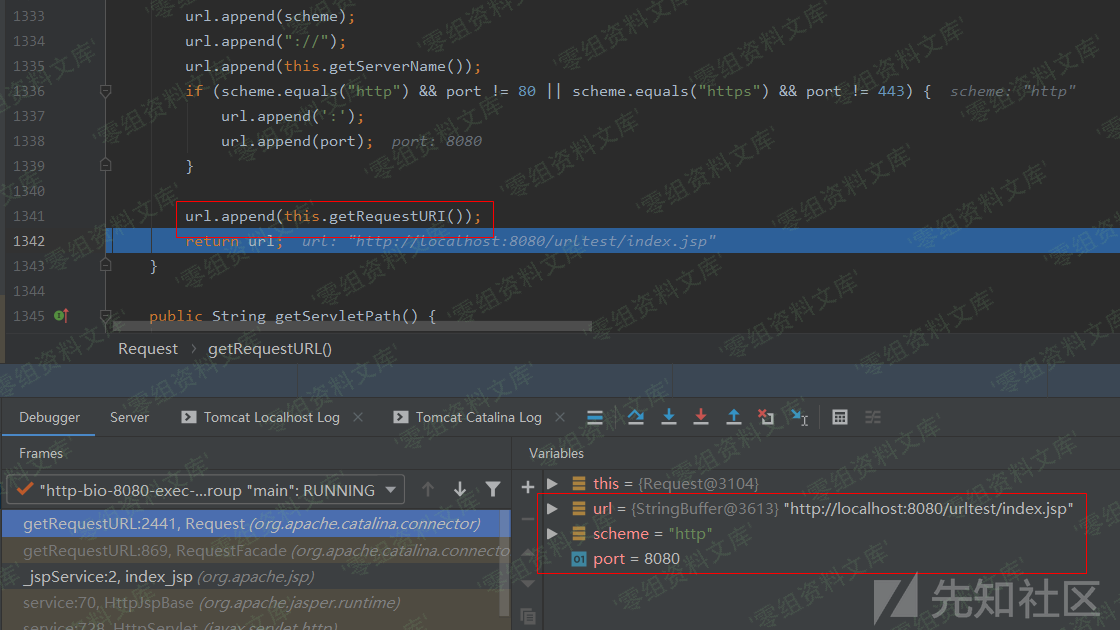 1333 url.append(scheme);
1334 url.append("://");
1335 url.append(this.getServerName());
1336 if (scheme.equals("http") && port != 80 || scheme.equals("https") && port != 443) { scheme: "http"
1337 url.append(':');
1338 url.append(port); port: 8080
1339 }
1340
1341 url.append(this.getRequestURI());
1342 return url; url: "http://localhost:8080/urltest/index.jsp"
1343 }
1344
1345 public String getServletPath() {
Request > getRequestURL()
Debugger Server Tomcat Localhost Log Tomcat Catalina Log
Frames Variables
"http-bio-8080-exec-...roup "main": RUNNING
getRequestURL:2441, Request (org.apache.catalina.connector)
getRequestURL:869, RequestFacade (org.apache.catalina.connecto
_jspService:2, index_jsp (org.apache.jsp)
service:70, HttpJspBase (org.apache.jasper.runtime)
service:728, HttpServlet (javax.servlet.http)
this = {Request@3104}
url = {StringBuffer@3613} "http://localhost:8080/urltest/index.jsp"
scheme = "http"
01 port = 8080
零组资料文库
先知社区